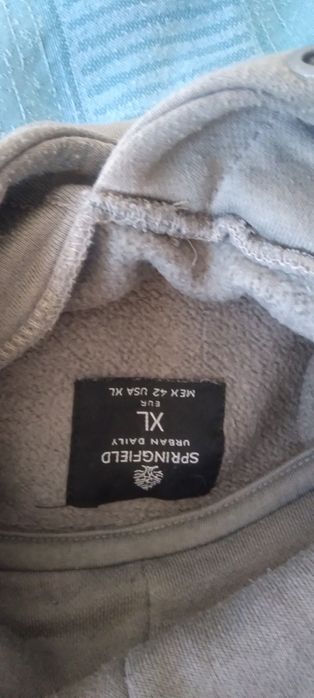 SPRINGFIELD
URBAN DAILY
XL
EUR
MEX 42 USA XL